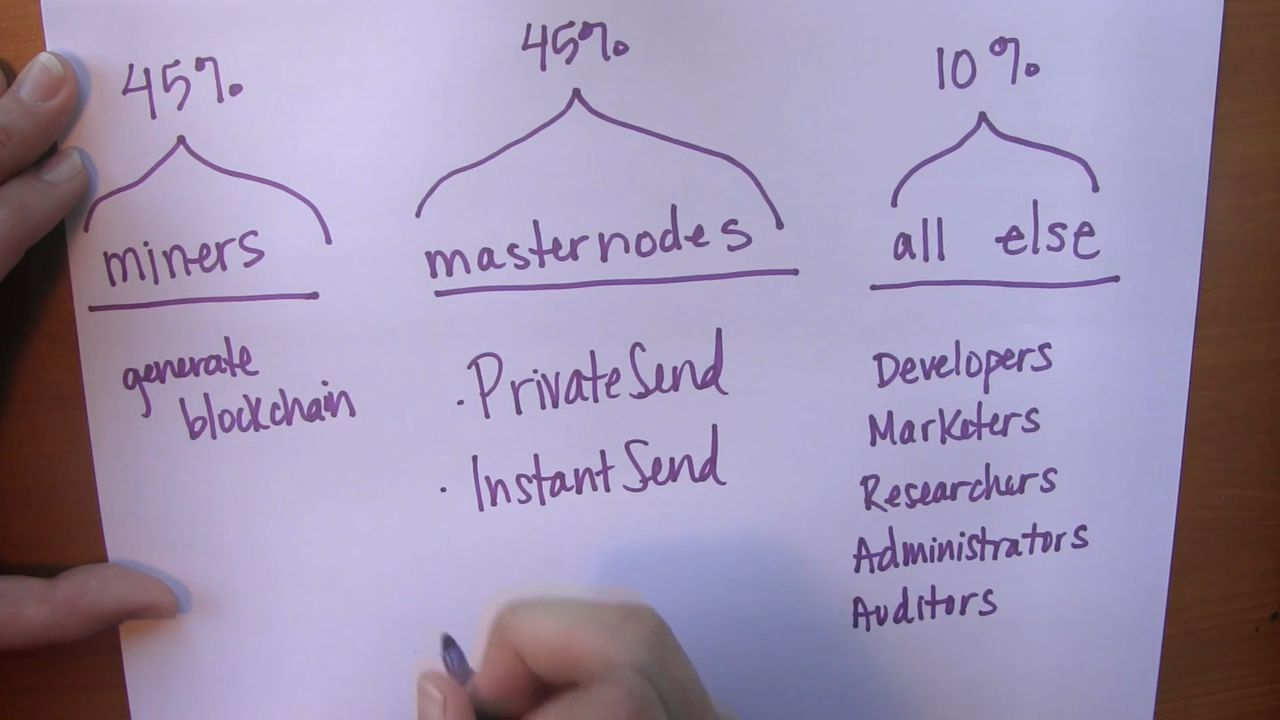 45%
miners
generate
blockchain
45%
masternodes
· PrivateSend
· InstantSend
10%
all else
Developers
Marketers
Researchers
Administrators
Auditors